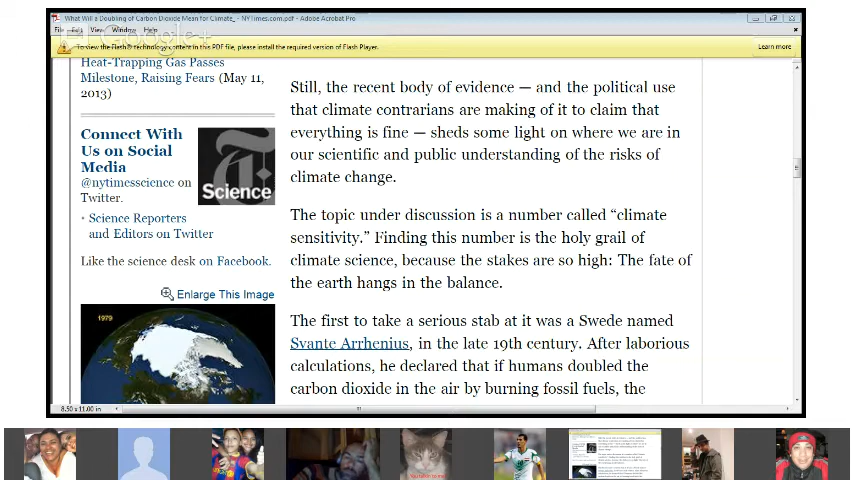 What Will a Doubling of Carbon Dioxide Mean for Climate_ - NYTimes.com.pdf - Adobe Acrobat Pro
File Edit View Window Help
Google+
To view the Flash® technology content in this PDF file, please install the required version of Flash Player.
Learn more
Heat-Trapping Gas Passes
Milestone, Raising Fears (May 11,
2013)
Connect With
Us on Social
Media
@nytimesscience on
Twitter.
Science
• Science Reporters
and Editors on Twitter
Like the science desk on Facebook.
Enlarge This Image
1979
Still, the recent body of evidence — and the political use
that climate contrarians are making of it to claim that
everything is fine — sheds some light on where we are in
our scientific and public understanding of the risks of
climate change.
The topic under discussion is a number called “climate
sensitivity.” Finding this number is the holy grail of
climate science, because the stakes are so high: The fate of
the earth hangs in the balance.
The first to take a serious stab at it was a Swede named
Svante Arrhenius, in the late 19th century. After laborious
calculations, he declared that if humans doubled the
carbon dioxide in the air by burning fossil fuels, the
8.50 x 11.00 in